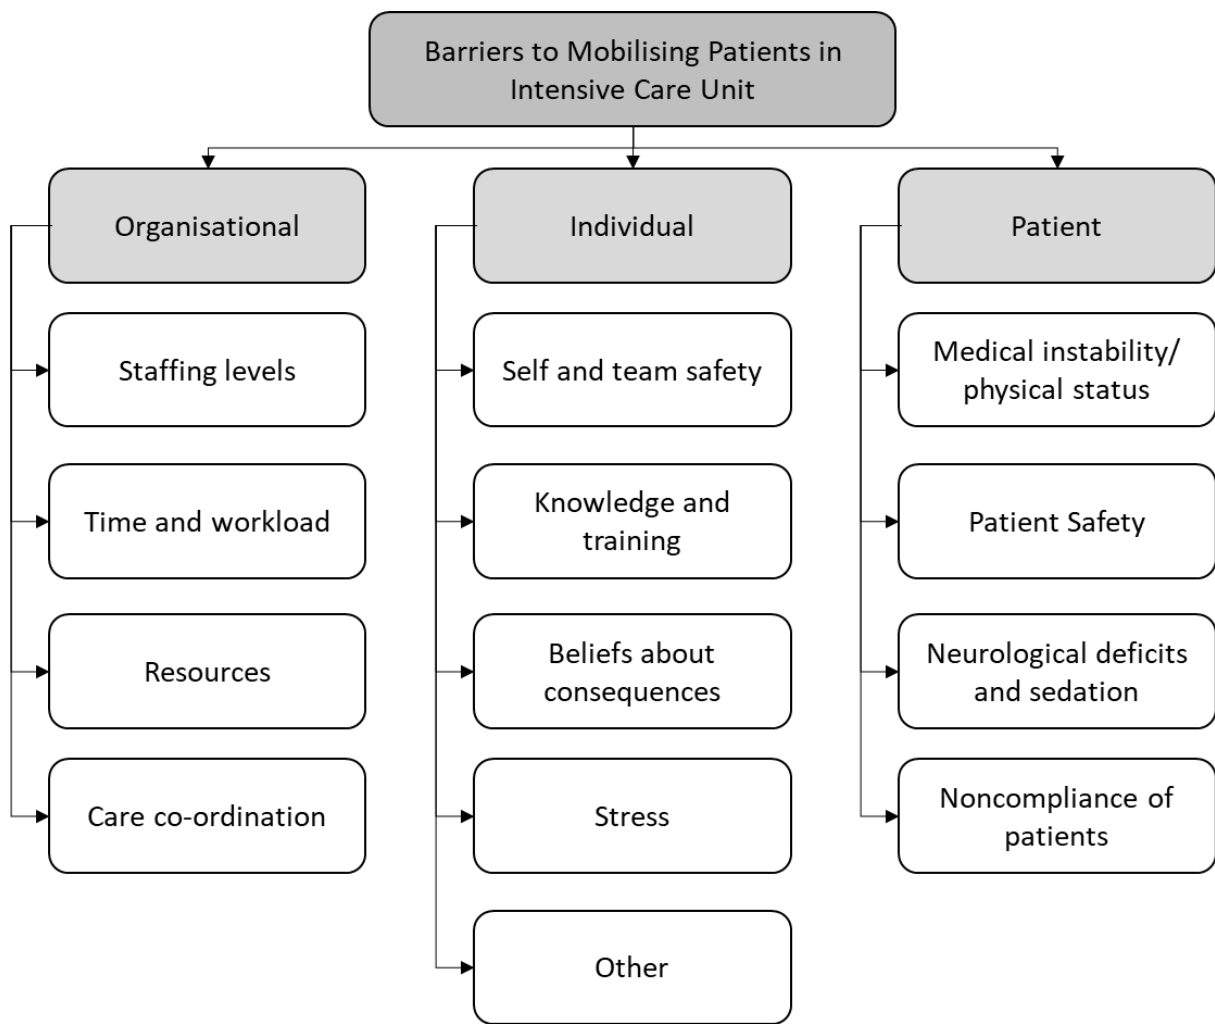 Barriers to Mobilising Patients in
Intensive Care Unit
Organisational
Individual
Patient
Staffing levels
Self and team safety
Medical instability/
physical status
Time and workload
Knowledge and
training
Patient Safety
Resources
Beliefs about
consequences
Neurological deficits
and sedation
Care co-ordination
Stress
Noncompliance of
patients
Other